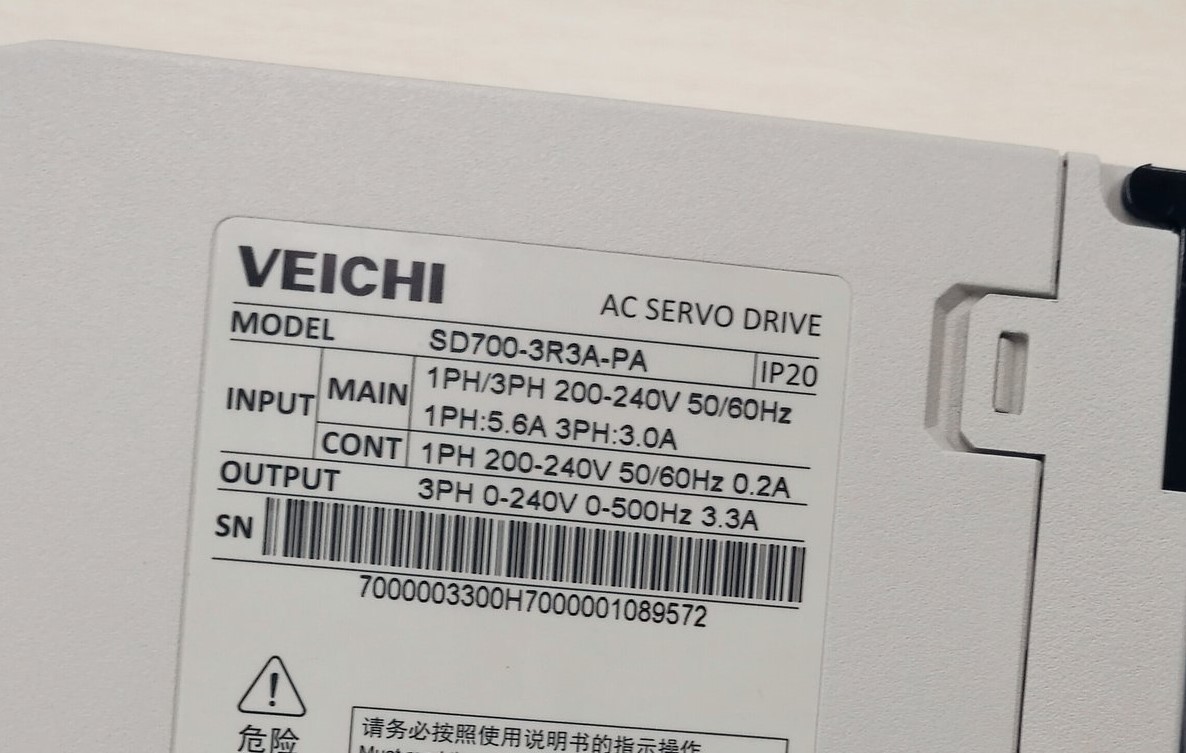 VEICHI
AC SERVO DRIVE
MODEL SD700-3R3A-PA IP20
INPUT MAIN 1PH/3PH 200-240V 50/60Hz
1PH:5.6A 3PH:3.0A
CONT 1PH 200-240V 50/60Hz 0.2A
OUTPUT 3PH 0-240V 0-500Hz 3.3A
SN
7000003300H7000001089572
危险
请务必按照使用说明书的指示操作
Must